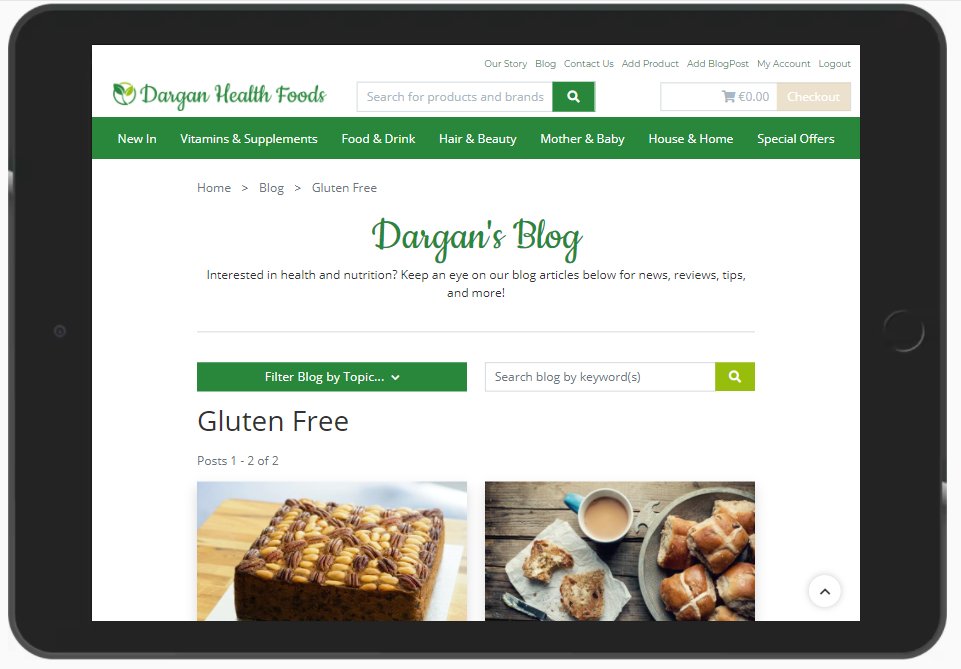 Our Story Blog Contact Us Add Product Add BlogPost My Account Logout
Dargan Health Foods
Search for products and brands
€0.00
Checkout
New In Vitamins & Supplements Food & Drink Hair & Beauty Mother & Baby House & Home Special Offers
Home > Blog > Gluten Free
Dargan's Blog
Interested in health and nutrition? Keep an eye on our blog articles below for news, reviews, tips,
and more!
Filter Blog by Topic...
Search blog by keyword(s)
Gluten Free
Posts 1 - 2 of 2